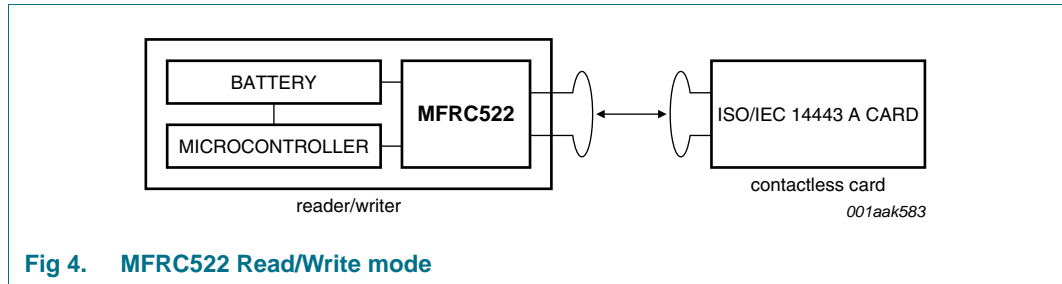 BATTERY
MICROCONTROLLER
MFRC522
ISO/IEC 14443 A CARD
reader/writer
contactless card
001aak583
Fig 4. MFRC522 Read/Write mode